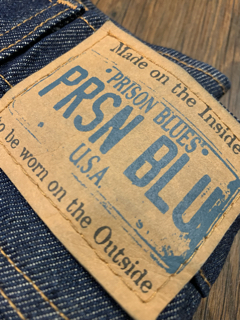 Made on the Inside
"PRISON BLUES"
PRSN BLU
U.S.A.
to be worn on the Outside